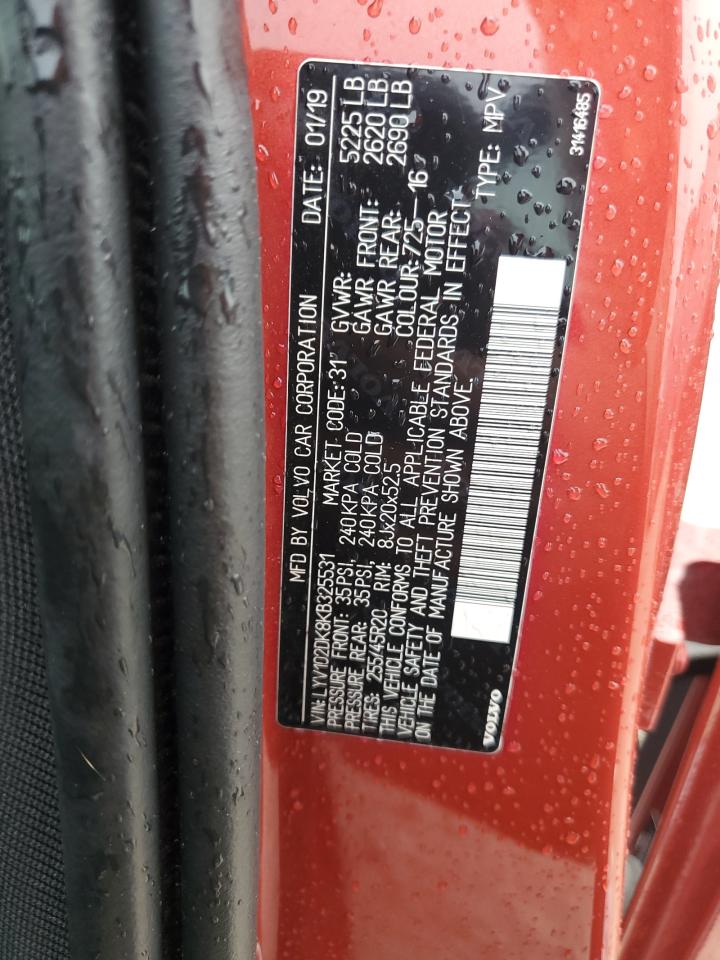 MFD BY VOLVO CAR CORPORATION DATE: 01/19
VIN: LYV102DK8KB325531 MARKET CODE: 31 GVWR: 5225 LB
PRESSURE FRONT: 35PSI, 240KPA COLD GAWR FRONT: 2620 LB
PRESSURE REAR: 35PSI, 240KPA COLD GAWR REAR: 2690 LB
TIRES: 255/45R20 RIM: 8Jx20x52.5 COLOUR: 725—16
THIS VEHICLE CONFORMS TO ALL APPLICABLE FEDERAL MOTOR
VEHICLE SAFETY AND THEFT PREVENTION STANDARDS IN EFFECT
ON THE DATE OF MANUFACTURE SHOWN ABOVE. TYPE: MPV
VOLVO 31416485